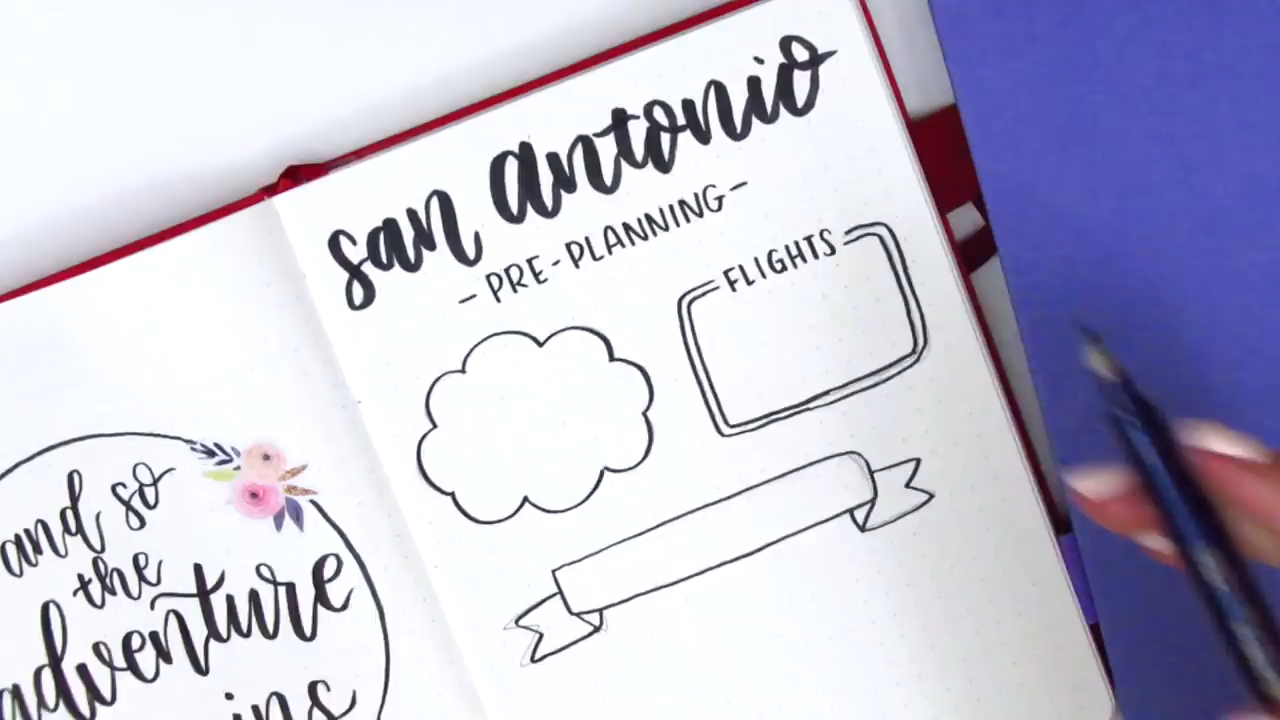 and so
the
adventure
san antonio
- PRE-PLANNING -
FLIGHTS